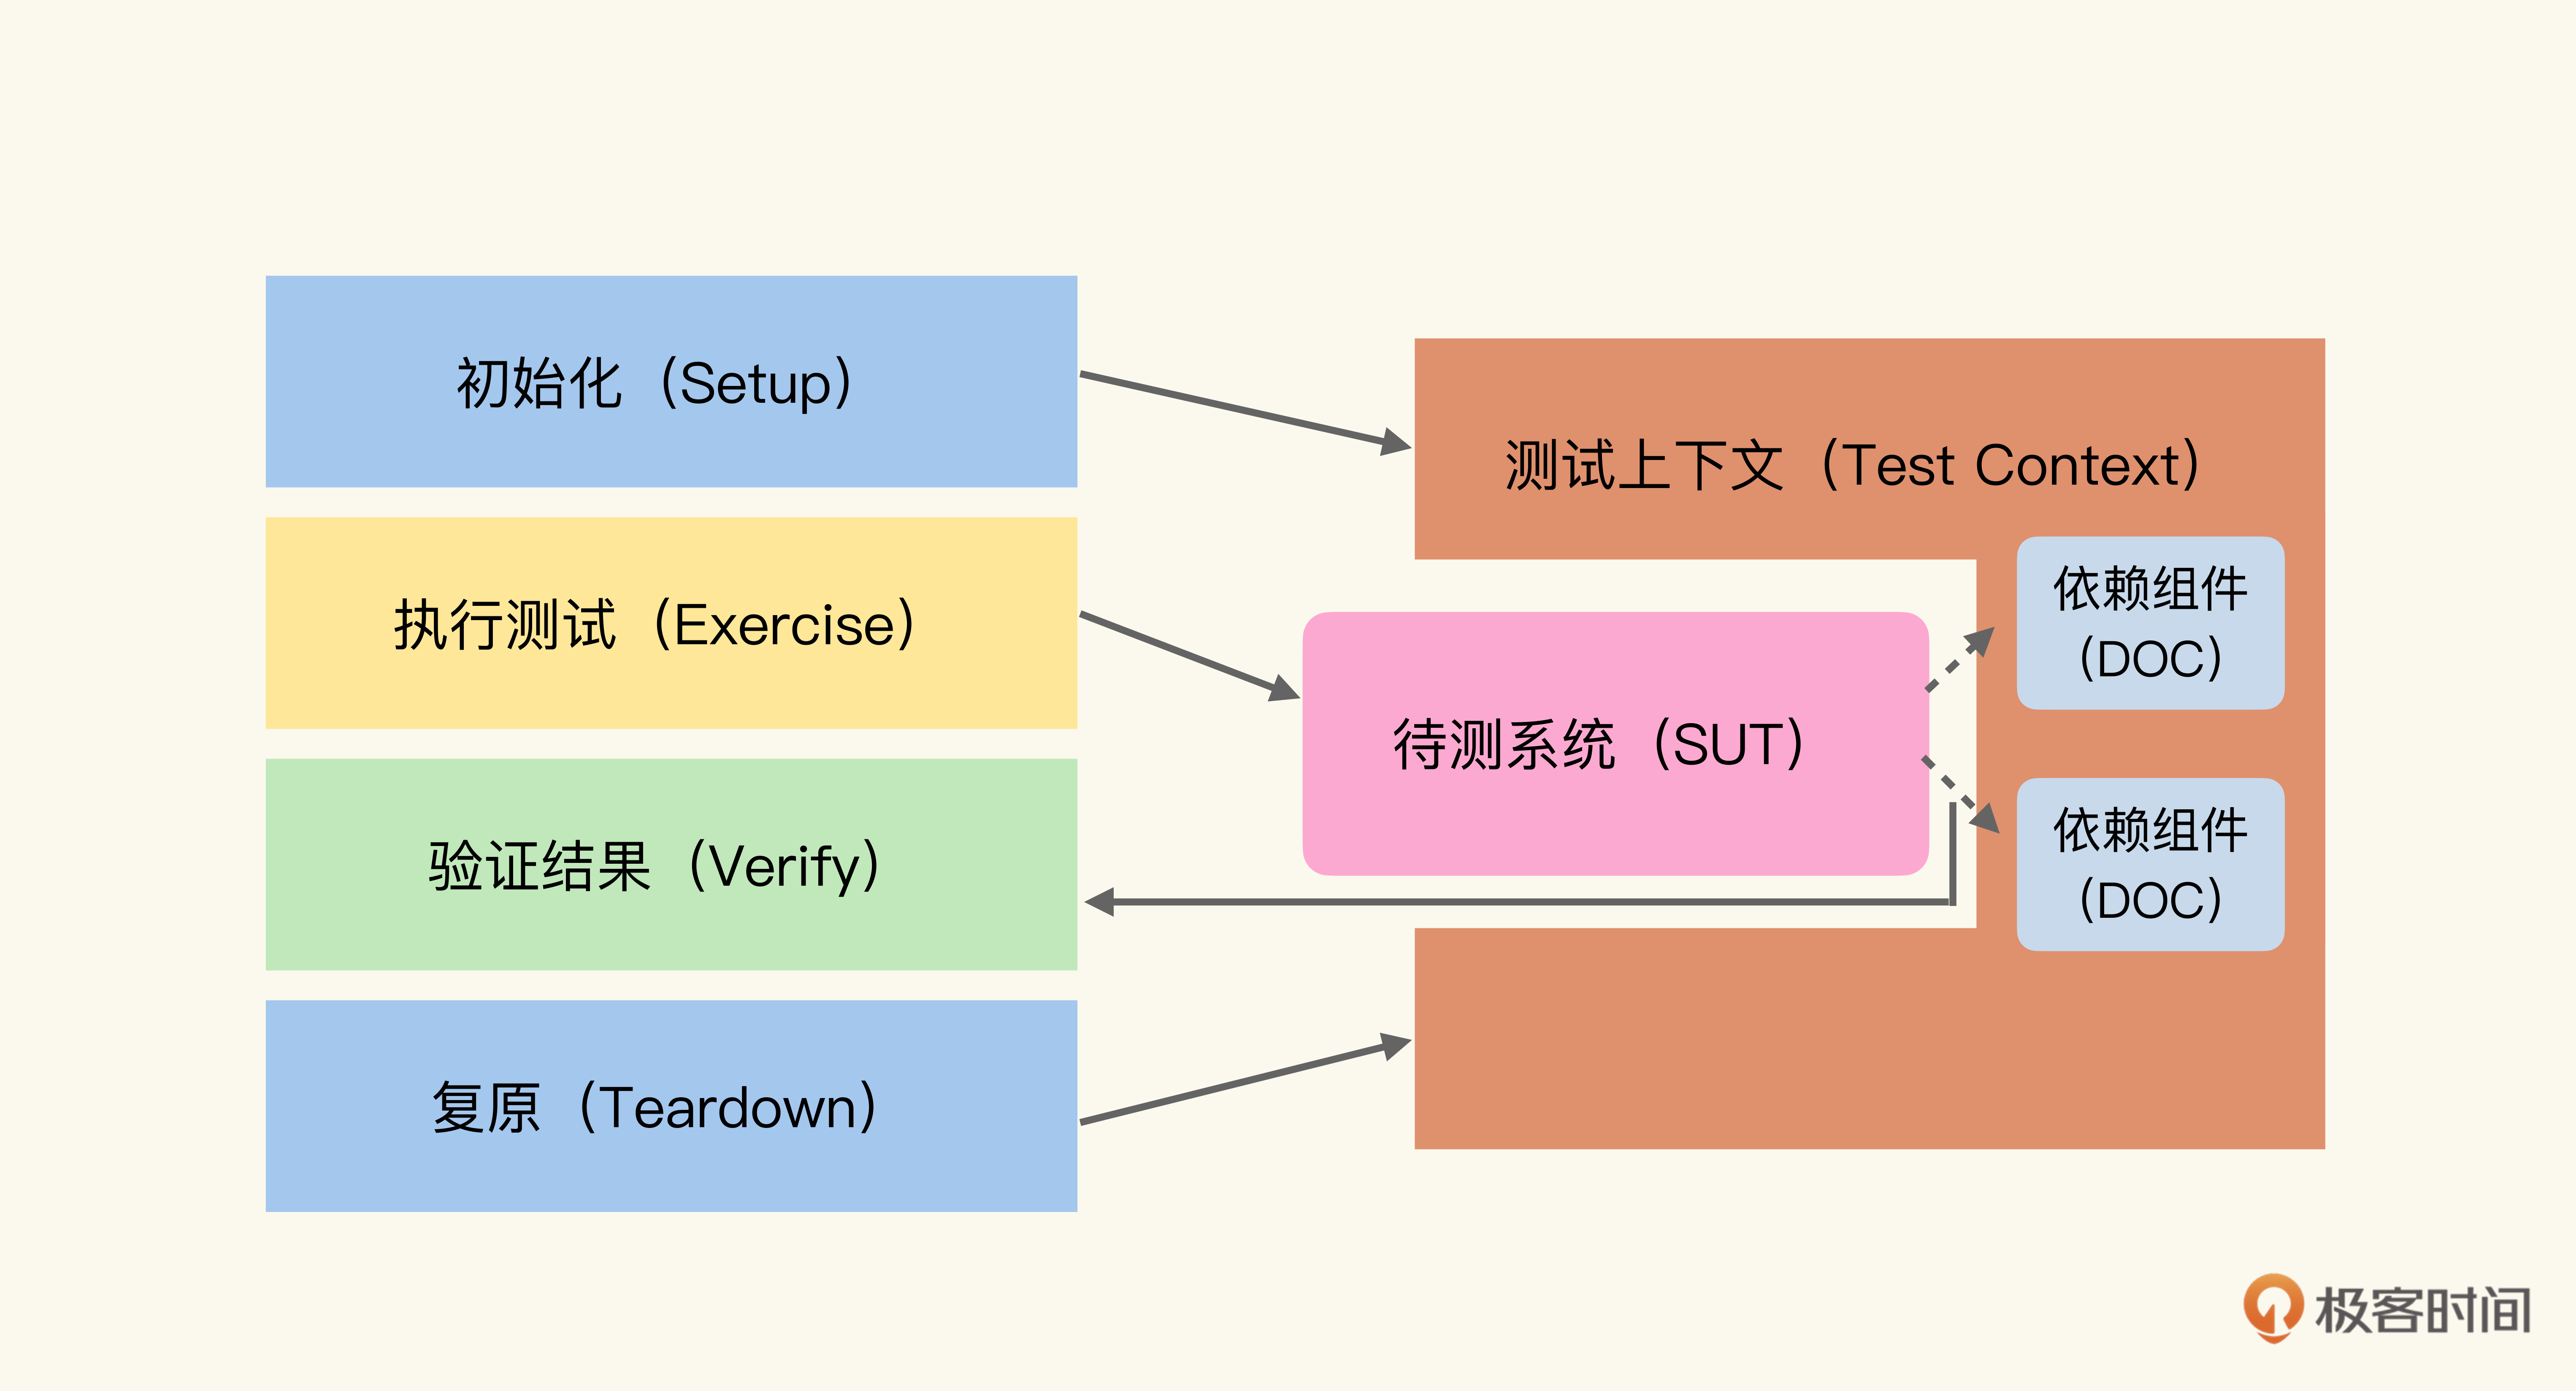 初始化（Setup）
执行测试（Exercise）
验证结果（Verify）
复原（Teardown）
测试上下文（Test Context）
待测系统（SUT）
依赖组件
（DOC）
依赖组件
（DOC）
极客时间